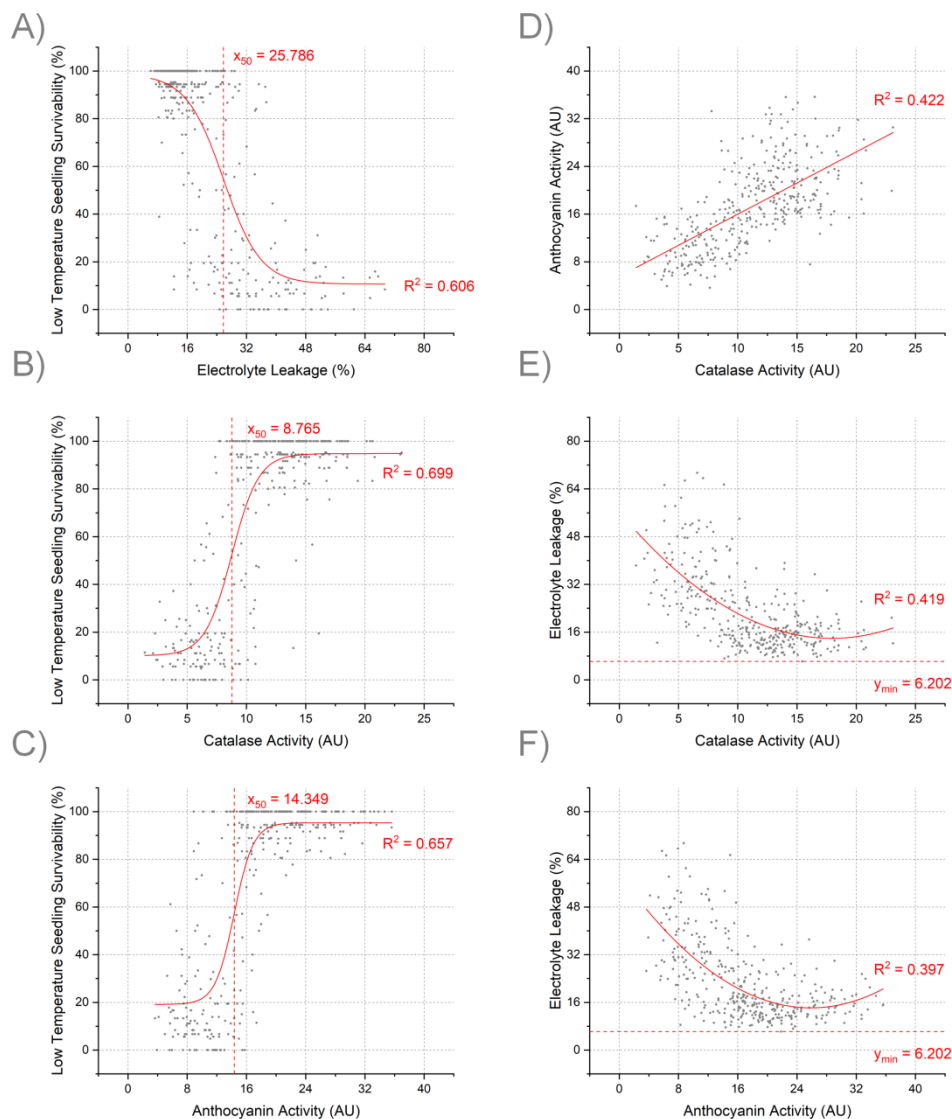 A)
x50 = 25.786
Low Temperature Seedling Survivability (%)
100
80
60
40
20
0
R2 = 0.606
0 16 32 48 64 80
Electrolyte Leakage (%)
B)
x50 = 8.765
Low Temperature Seedling Survivability (%)
100
80
60
40
20
0
R2 = 0.699
0 5 10 15 20 25
Catalase Activity (AU)
C)
x50 = 14.349
Low Temperature Seedling Survivability (%)
100
80
60
40
20
0
R2 = 0.657
0 8 16 24 32 40
Anthocyanin Activity (AU)
D)
Anthocyanin Activity (AU)
40
32
24
16
8
0
R2 = 0.422
0 5 10 15 20 25
Catalase Activity (AU)
E)
Electrolyte Leakage (%)
80
64
48
32
16
0
R2 = 0.419
ymin = 6.202
0 5 10 15 20 25
Catalase Activity (AU)
F)
Electrolyte Leakage (%)
80
64
48
32
16
0
R2 = 0.397
ymin = 6.202
0 8 16 24 32 40
Anthocyanin Activity (AU)